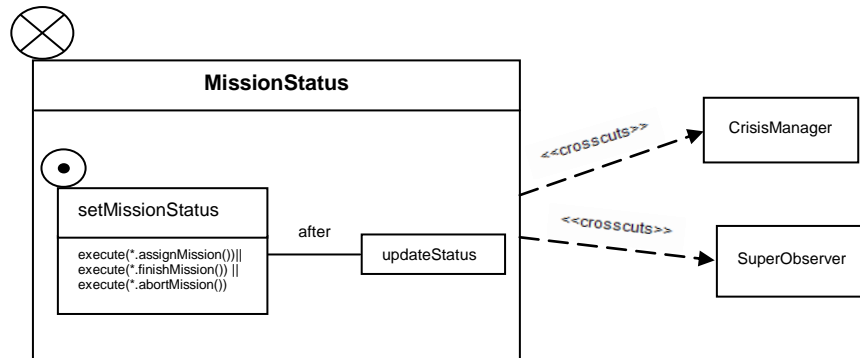 MissionStatus
<<crosscuts>>
CrisisManager
setMissionStatus
execute(*.assignMission())||
execute(*.finishMission()) ||
execute(*.abortMission())
after
updateStatus
<<crosscuts>>
SuperObserver